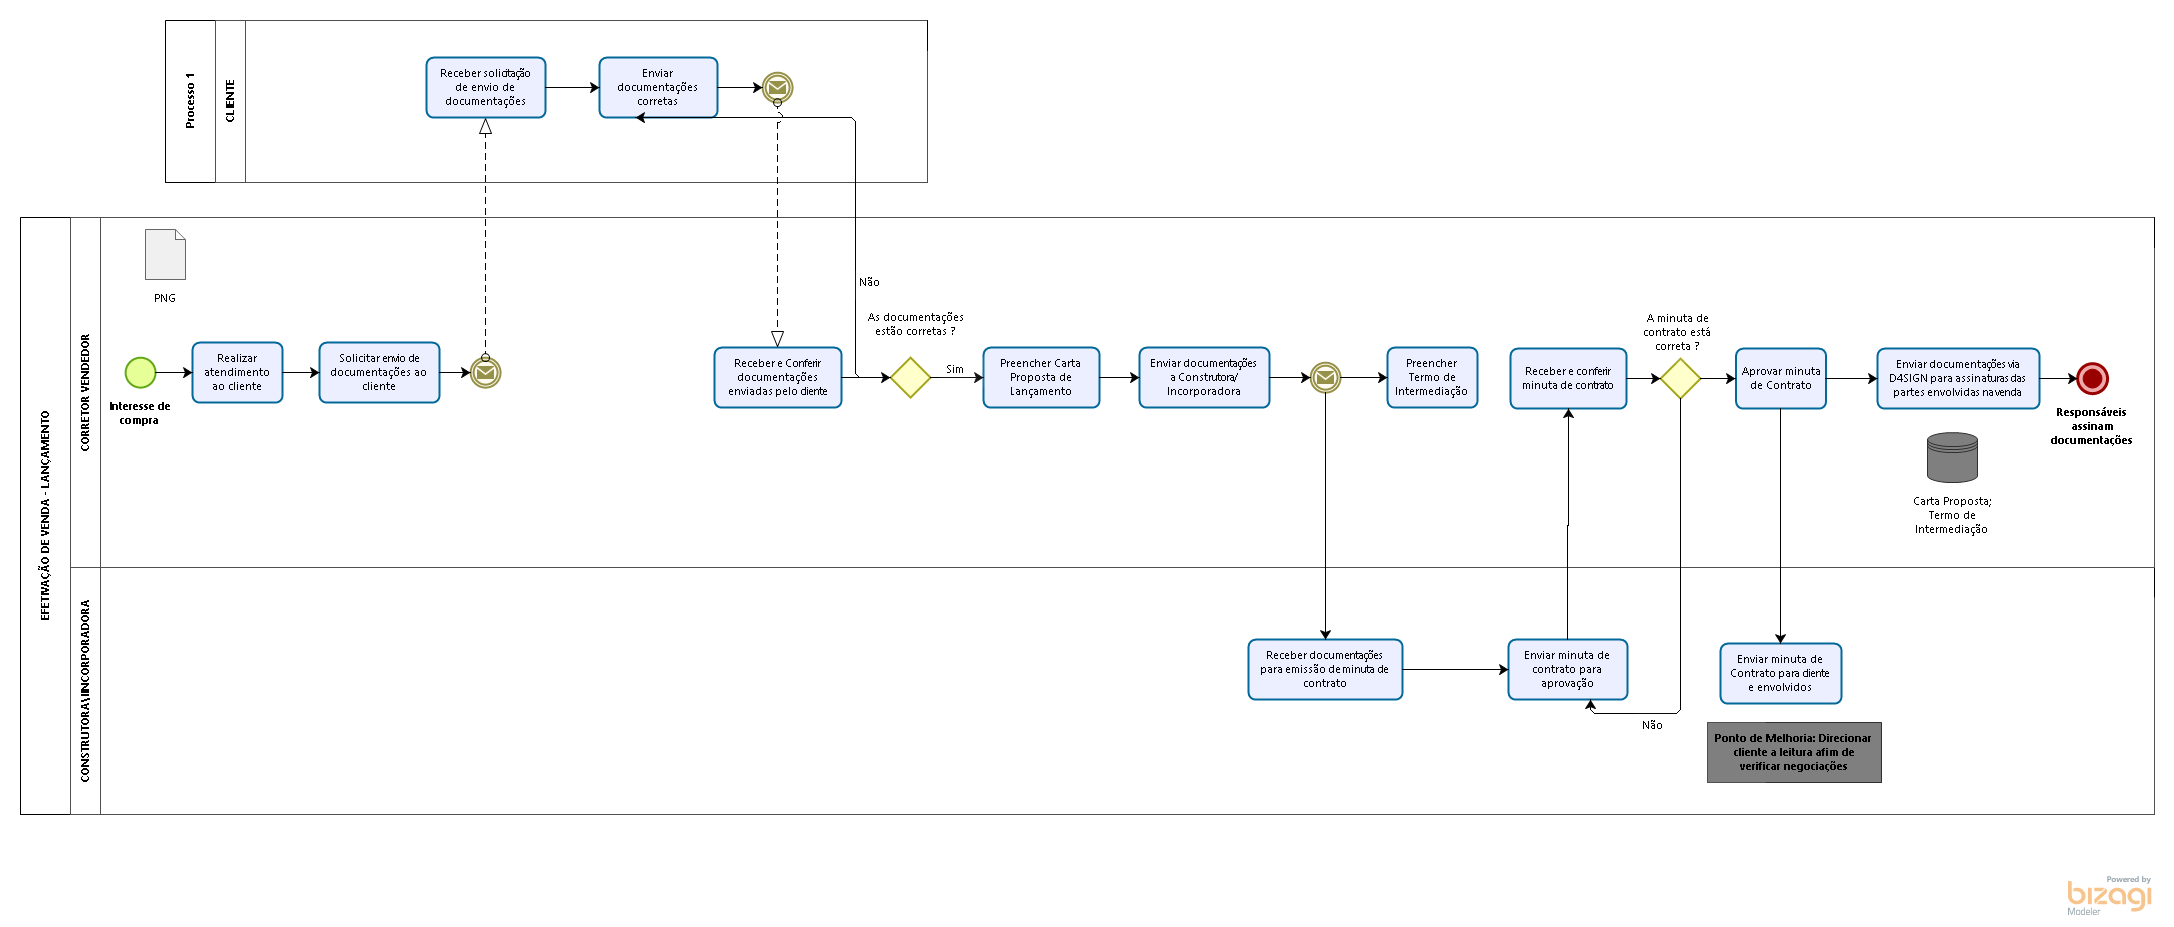 Processo 1
CLIENTE
Receber solicitação
de envio de
documentações
Enviar
documentações
corretas
EFETIVAÇÃO DE VENDA - LANÇAMENTO
CORRETOR VENDEDOR
PNG
Interesse de
compra
Realizar
atendimento
ao cliente
Solicitar envio de
documentações ao
cliente
Receber e Conferir
documentações
enviadas pelo cliente
Não
As documentações
estão corretas ?
Sim
Preencher Carta
Proposta de
Lançamento
Enviar documentações
a Construtora/
Incorporadora
Preencher
Termo de
Intermediação
Receber e conferir
minuta de contrato
A minuta de
contrato está
correta ?
Aprovar minuta
de Contrato
Enviar documentações via
D4SIGN para assinaturas das
partes envolvidas na venda
Responsáveis
assinam
documentações
Carta Proposta;
Termo de
Intermediação
CONSTRUTORA\INCORPORADORA
Receber documentações
para emissão de minuta de
contrato
Enviar minuta de
contrato para
aprovação
Não
Enviar minuta de
Contrato para cliente
e envolvidos
Ponto de Melhoria: Direcionar
cliente a leitura afim de
verificar negociações
Powered by
bizagi
Modeler